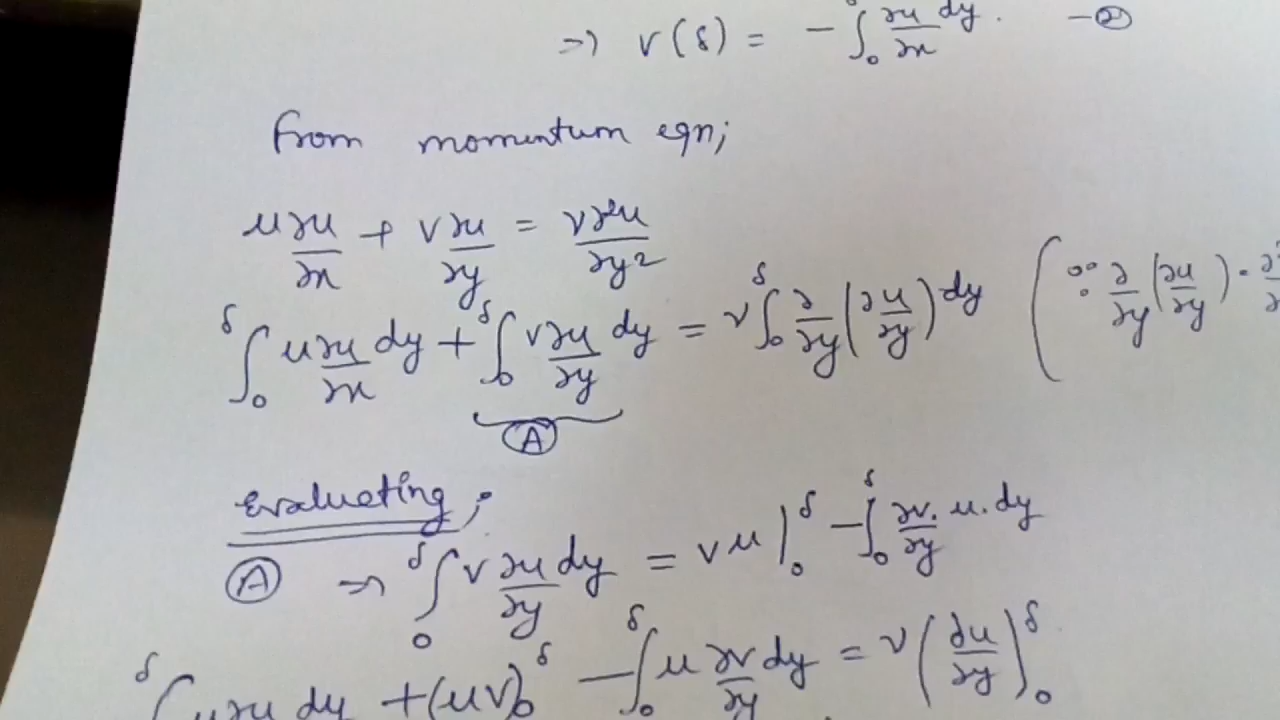 ⇒ v(δ) = - ∫₀ ∂u/∂x dy. -②
From momentum eqn;
u ∂u/∂x + v ∂u/∂y = ν ∂²u/∂y²
∫₀^δ u ∂u/∂x dy + ∫₀^δ v ∂u/∂y dy = ν ∫₀^δ ∂/∂y (∂u/∂y) dy (∵ ∂/∂y (∂u/∂y) =
Ⓐ
Evaluating,
Ⓐ ⇒ ∫₀^δ v ∂u/∂y dy = v u |₀^δ - ∫₀^δ ∂v/∂y . u . dy
∫^δ u ∂u dy + (uv)₀^δ - ∫₀^δ u ∂v/∂y dy = ν (∂u/∂y)₀^δ